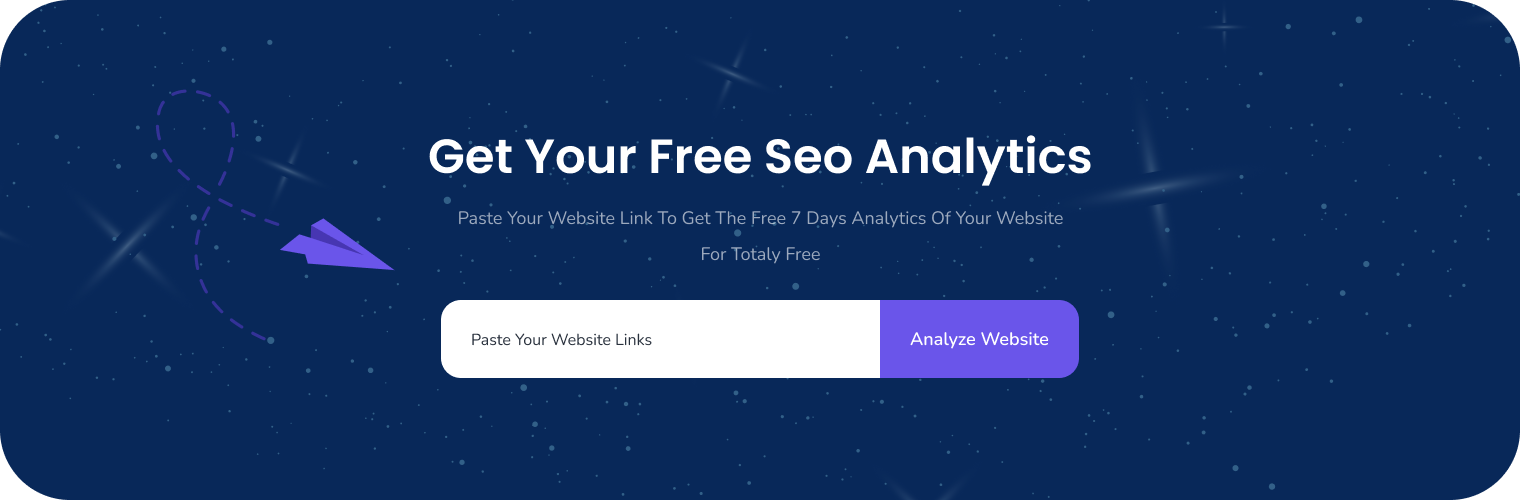 Get Your Free Seo Analytics
Paste Your Website Link To Get The Free 7 Days Analytics Of Your Website
For Totaly Free
Paste Your Website Links
Analyze Website